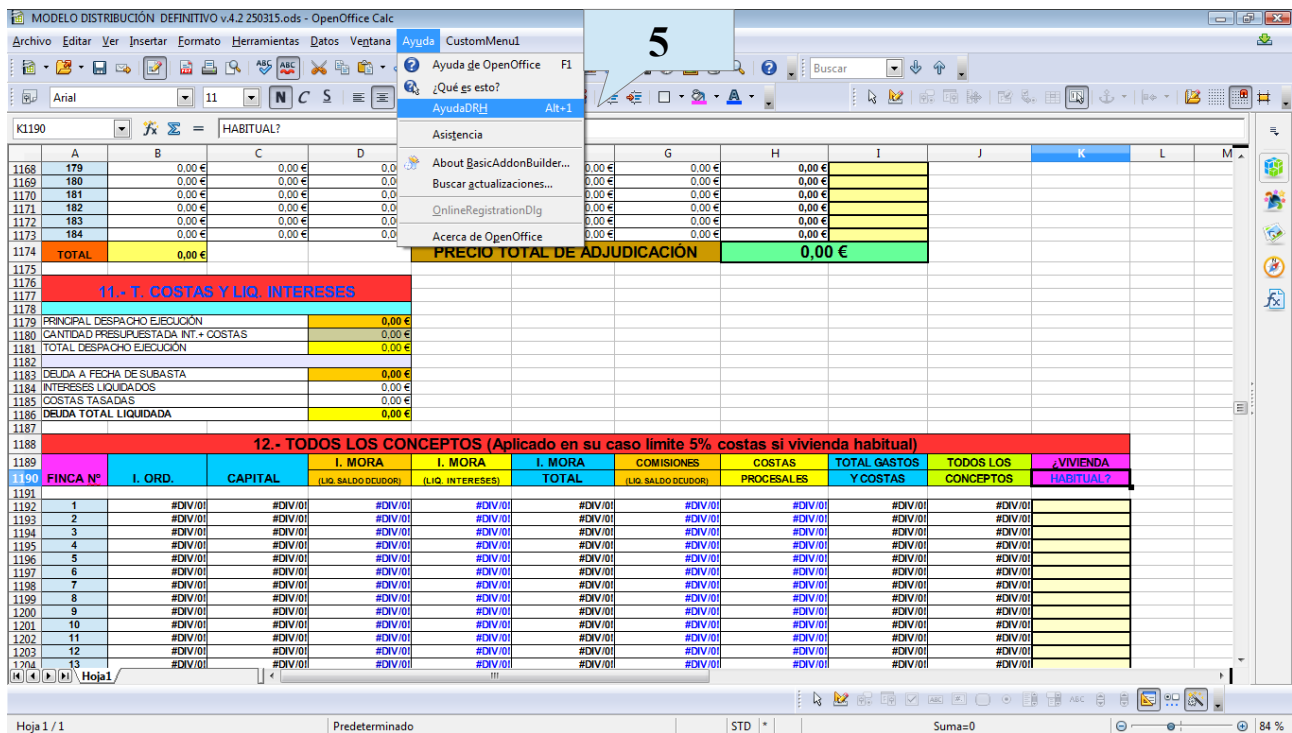 MODELO DISTRIBUCIÓN DEFINITIVO v.4.2 250315.ods - OpenOffice Calc
Archivo Editar Ver Insertar Formato Herramientas Datos Ventana Ayuda CustomMenu1
5
Ayuda de OpenOffice F1
¿Qué es esto?
AyudaDRH Alt+1
Asistencia
About BasicAddonBuilder...
Buscar actualizaciones...
OnlineRegistrationDlg
Acerca de OpenOffice
Buscar
Arial 11 N C S
K1190 HABITUAL?
A B C D G H I J K L M
1168 179 0,00 € 0,00 € 0,0 0,00 € 0,00 € 0,00 €
1169 180 0,00 € 0,00 € 0,0 0,00 € 0,00 € 0,00 €
1170 181 0,00 € 0,00 € 0,0 0,00 € 0,00 € 0,00 €
1171 182 0,00 € 0,00 € 0,0 0,00 € 0,00 € 0,00 €
1172 183 0,00 € 0,00 € 0,0 0,00 € 0,00 € 0,00 €
1173 184 0,00 € 0,00 € 0,0 0,00 € 0,00 € 0,00 €
1174 TOTAL 0,00 € PRECIO TOTAL DE ADJUDICACIÓN 0,00 €
1175
1176
1177 11.- T. COSTAS Y LIQ. INTERESES
1178
1179 PRINCIPAL DESPACHO EJECUCIÓN 0,00 €
1180 CANTIDAD PRESUPUESTADA INT.+ COSTAS 0,00 €
1181 TOTAL DESPACHO EJECUCIÓN 0,00 €
1182
1183 DEUDA A FECHA DE SUBASTA 0,00 €
1184 INTERESES LIQUIDADOS 0,00 €
1185 COSTAS TASADAS 0,00 €
1186 DEUDA TOTAL LIQUIDADA 0,00 €
1187
1188 12.- TODOS LOS CONCEPTOS (Aplicado en su caso límite 5% costas si vivienda habitual)
1189 I. MORA I. MORA I. MORA COMISIONES COSTAS TOTAL GASTOS TODOS LOS ¿VIVIENDA
1190 FINCA Nº I. ORD. CAPITAL (LIQ. SALDO DEUDOR) (LIQ. INTERESES) TOTAL (LIQ. SALDO DEUDOR) PROCESALES Y COSTAS CONCEPTOS HABITUAL?
1191
1192 1 #DIV/0! #DIV/0! #DIV/0! #DIV/0! #DIV/0! #DIV/0! #DIV/0! #DIV/0! #DIV/0!
1193 2 #DIV/0! #DIV/0! #DIV/0! #DIV/0! #DIV/0! #DIV/0! #DIV/0! #DIV/0! #DIV/0!
1194 3 #DIV/0! #DIV/0! #DIV/0! #DIV/0! #DIV/0! #DIV/0! #DIV/0! #DIV/0! #DIV/0!
1195 4 #DIV/0! #DIV/0! #DIV/0! #DIV/0! #DIV/0! #DIV/0! #DIV/0! #DIV/0! #DIV/0!
1196 5 #DIV/0! #DIV/0! #DIV/0! #DIV/0! #DIV/0! #DIV/0! #DIV/0! #DIV/0! #DIV/0!
1197 6 #DIV/0! #DIV/0! #DIV/0! #DIV/0! #DIV/0! #DIV/0! #DIV/0! #DIV/0! #DIV/0!
1198 7 #DIV/0! #DIV/0! #DIV/0! #DIV/0! #DIV/0! #DIV/0! #DIV/0! #DIV/0! #DIV/0!
1199 8 #DIV/0! #DIV/0! #DIV/0! #DIV/0! #DIV/0! #DIV/0! #DIV/0! #DIV/0! #DIV/0!
1200 9 #DIV/0! #DIV/0! #DIV/0! #DIV/0! #DIV/0! #DIV/0! #DIV/0! #DIV/0! #DIV/0!
1201 10 #DIV/0! #DIV/0! #DIV/0! #DIV/0! #DIV/0! #DIV/0! #DIV/0! #DIV/0! #DIV/0!
1202 11 #DIV/0! #DIV/0! #DIV/0! #DIV/0! #DIV/0! #DIV/0! #DIV/0! #DIV/0! #DIV/0!
1203 12 #DIV/0! #DIV/0! #DIV/0! #DIV/0! #DIV/0! #DIV/0! #DIV/0! #DIV/0! #DIV/0!
1204 13 #DIV/0! #DIV/0! #DIV/0! #DIV/0! #DIV/0! #DIV/0! #DIV/0! #DIV/0! #DIV/0!
Hoja1
Hoja 1 / 1 Predeterminado STD * Suma=0 84 %